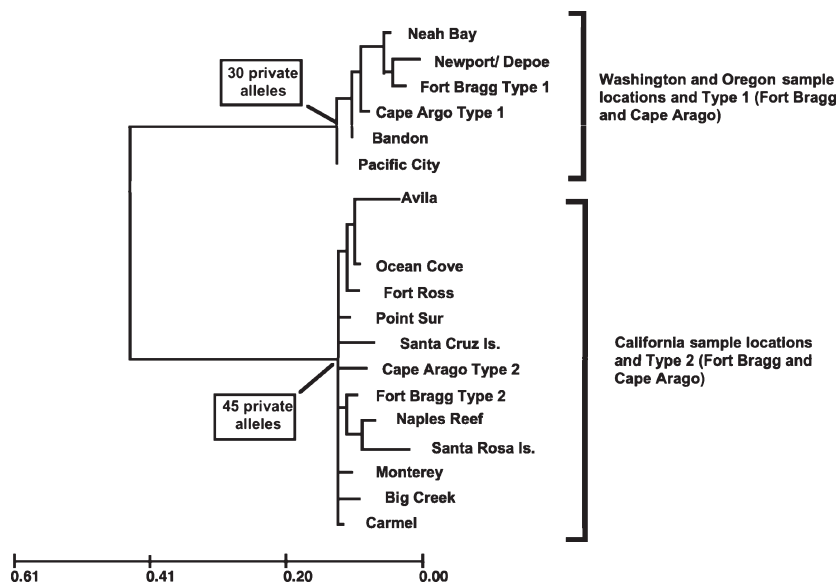 Neah Bay
Newport/ Depoe
Fort Bragg Type 1
Cape Argo Type 1
Bandon
Pacific City
30 private
alleles
Washington and Oregon sample
locations and Type 1 (Fort Bragg
and Cape Arago)
Avila
Ocean Cove
Fort Ross
Point Sur
Santa Cruz Is.
Cape Arago Type 2
Fort Bragg Type 2
Naples Reef
Santa Rosa Is.
Monterey
Big Creek
Carmel
45 private
alleles
California sample locations
and Type 2 (Fort Bragg and
Cape Arago)
0.61 0.41 0.20 0.00